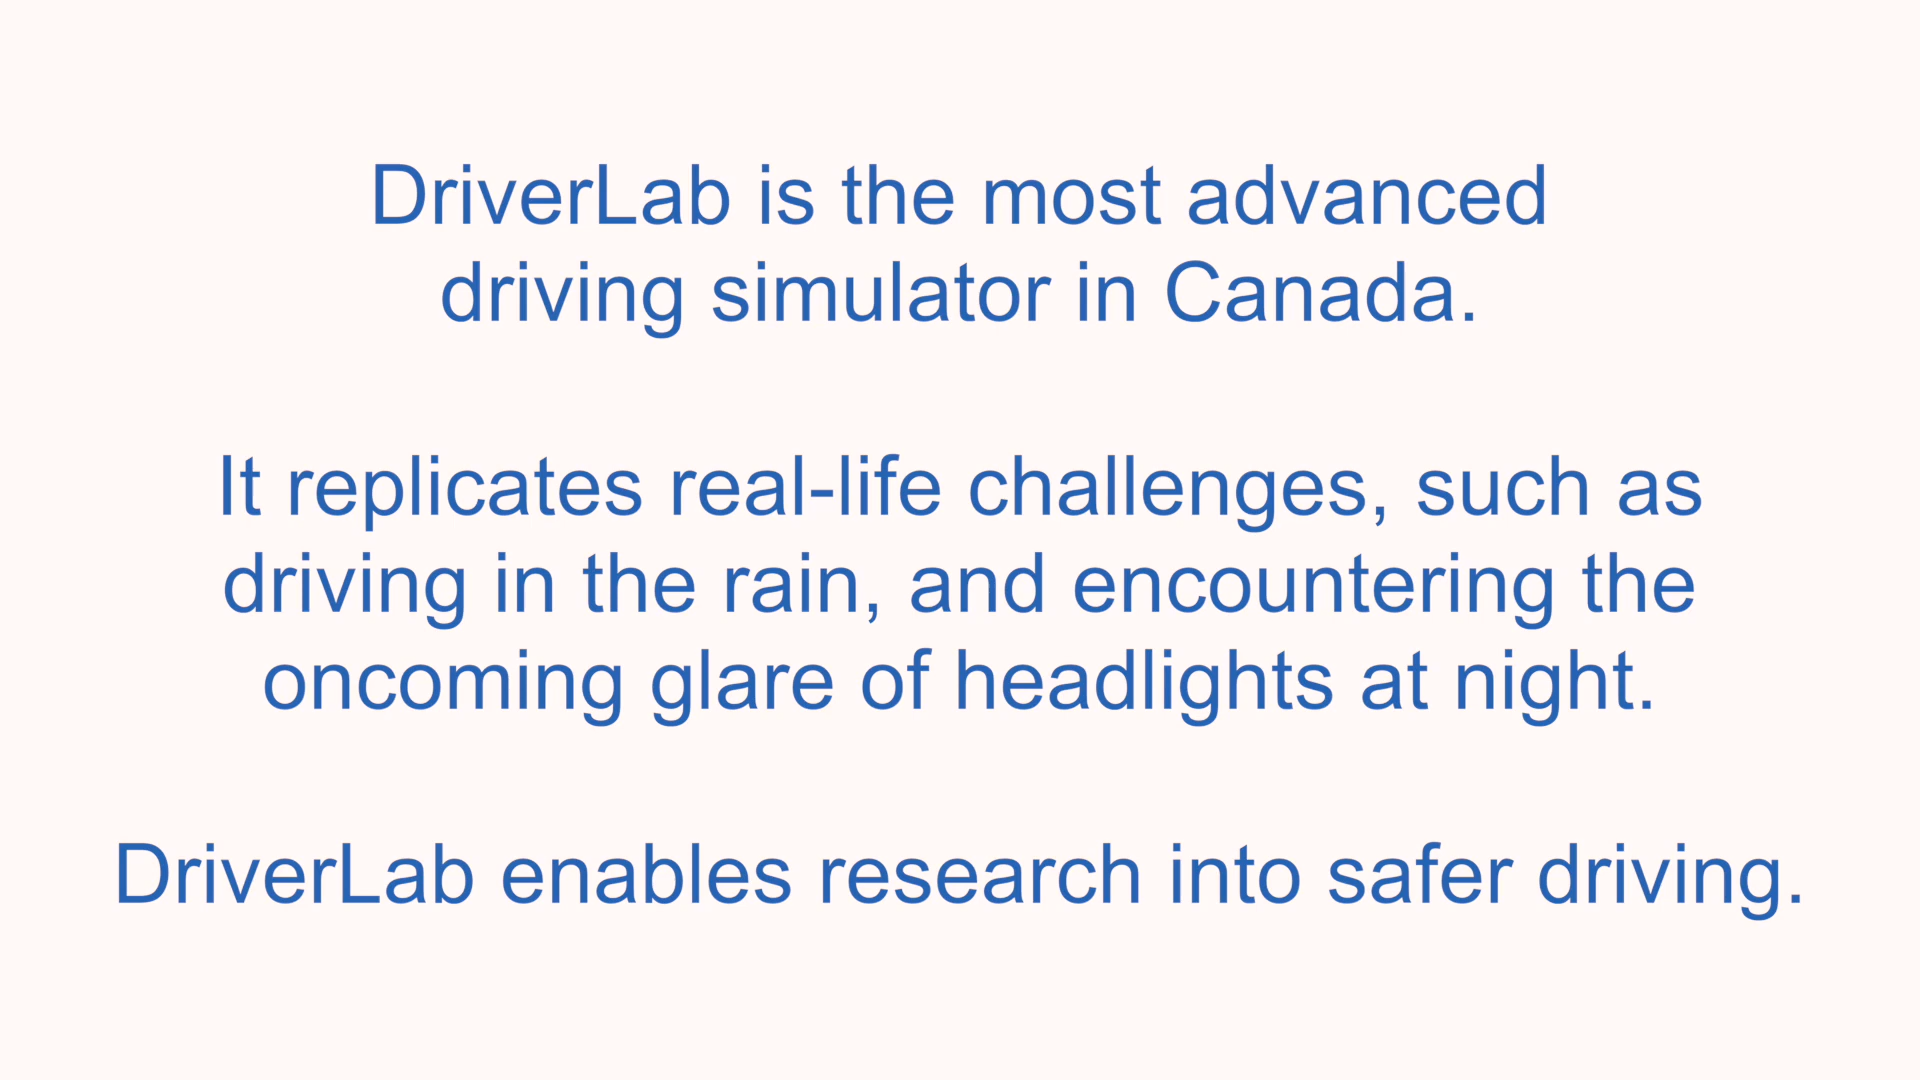 DriverLab is the most advanced
driving simulator in Canada.
It replicates real-life challenges, such as
driving in the rain, and encountering the
oncoming glare of headlights at night.
DriverLab enables research into safer driving.